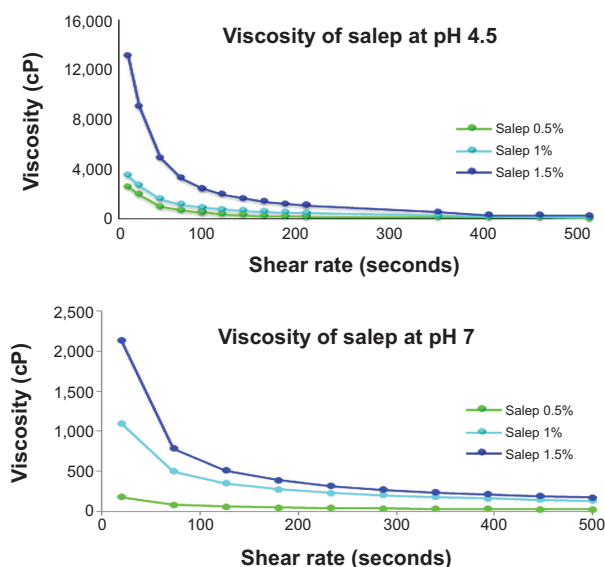 Viscosity of salep at pH 4.5
Viscosity (cP)
16,000
12,000
8,000
4,000
0
Salep 0.5%
Salep 1%
Salep 1.5%
0 100 200 300 400 500
Shear rate (seconds)
Viscosity of salep at pH 7
Viscosity (cP)
2,500
2,000
1,500
1,000
500
0
Salep 0.5%
Salep 1%
Salep 1.5%
0 100 200 300 400 500
Shear rate (seconds)